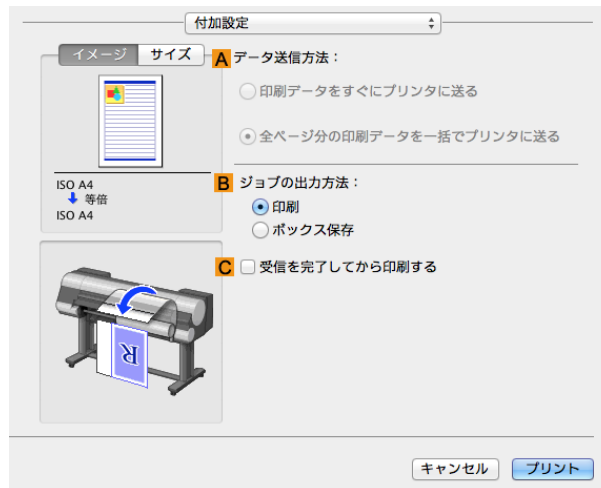 付加設定
イメージ サイズ
A データ送信方法：
印刷データをすぐにプリンタに送る
全ページ分の印刷データを一括でプリンタに送る
ISO A4
等倍
ISO A4
B ジョブの出力方法：
印刷
ボックス保存
C 受信を完了してから印刷する
R
キャンセル プリント